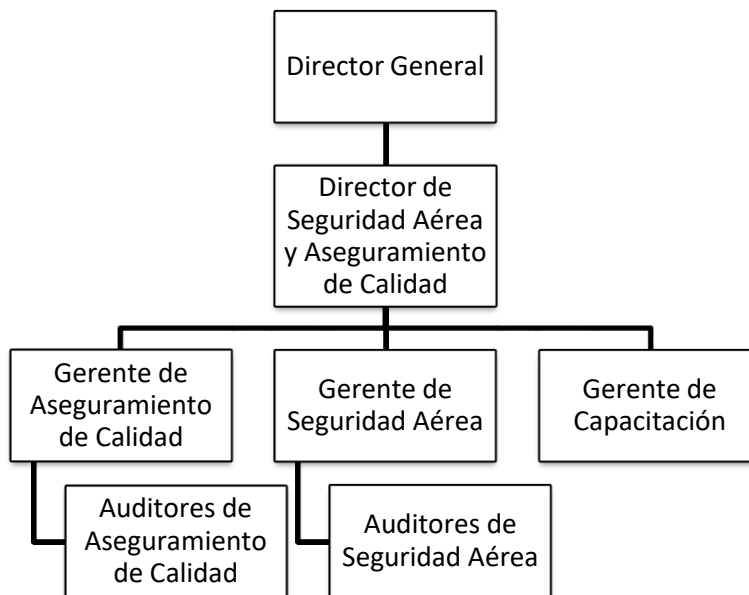 Director General
Director de
Seguridad Aérea
y Aseguramiento
de Calidad
Gerente de
Aseguramiento
de Calidad
Gerente de
Seguridad Aérea
Gerente de
Capacitación
Auditores de
Aseguramiento
de Calidad
Auditores de
Seguridad Aérea